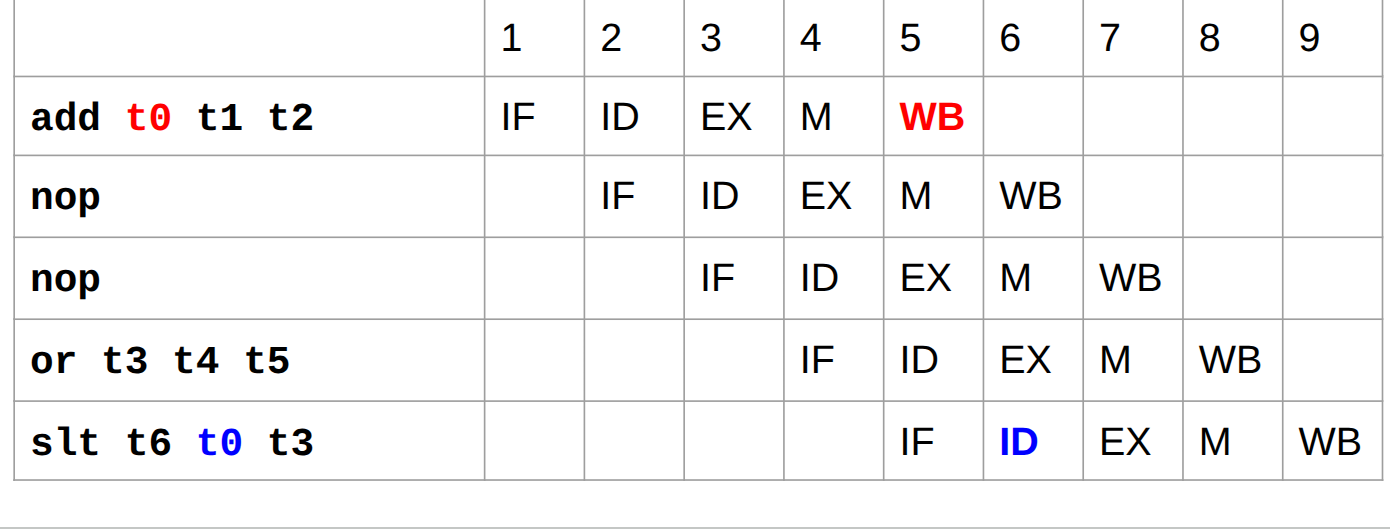 1 2 3 4 5 6 7 8 9
add t0 t1 t2 IF ID EX M WB
nop IF ID EX M WB
nop IF ID EX M WB
or t3 t4 t5 IF ID EX M WB
slt t6 t0 t3 IF ID EX M WB